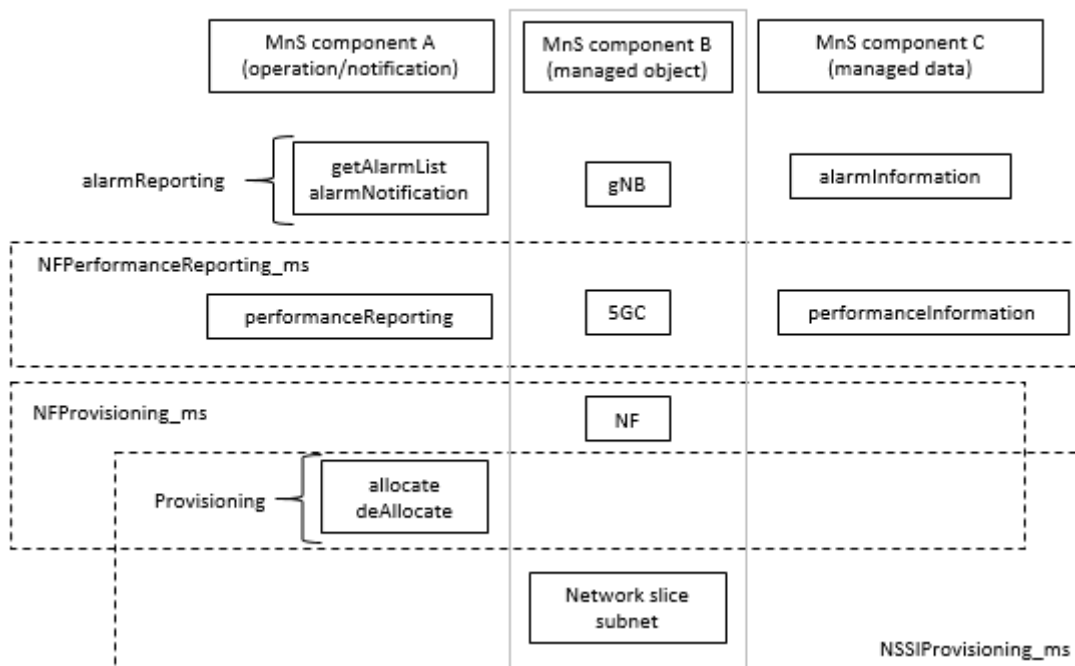 MnS component A
(operation/notification)
MnS component B
(managed object)
MnS component C
(managed data)
alarmReporting
getAlarmList
alarmNotification
gNB
alarmInformation
NFPerformanceReporting_ms
performanceReporting
5GC
performanceInformation
NFProvisioning_ms
NF
Provisioning
allocate
deAllocate
Network slice
subnet
NSSIProvisioning_ms